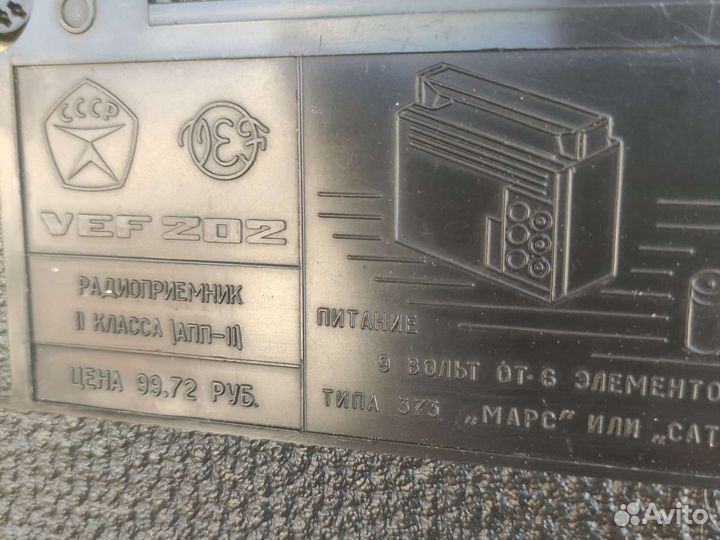 СССР
VEF
VEF 202
РАДИОПРИЕМНИК
II КЛАССА (АПП-II)
ЦЕНА 99.72 РУБ.
ПИТАНИЕ
9 ВОЛЬТ ОТ-6 ЭЛЕМЕНТО
ТИПА 373 „МАРС" ИЛИ „САТ
Avito